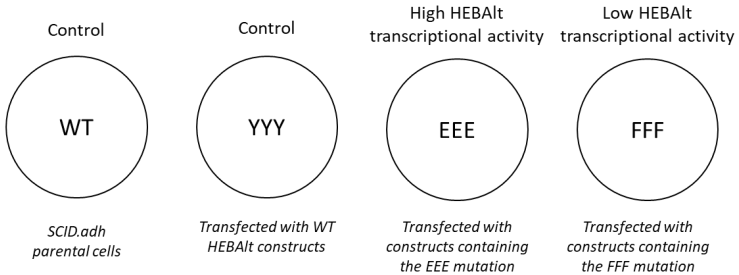 Control
WT
SCID.adh
parental cells
Control
YYY
Transfected with WT
HEBAlt constructs
High HEBAlt
transcriptional activity
EEE
Transfected with
constructs containing
the EEE mutation
Low HEBAlt
transcriptional activity
FFF
Transfected with
constructs containing
the FFF mutation